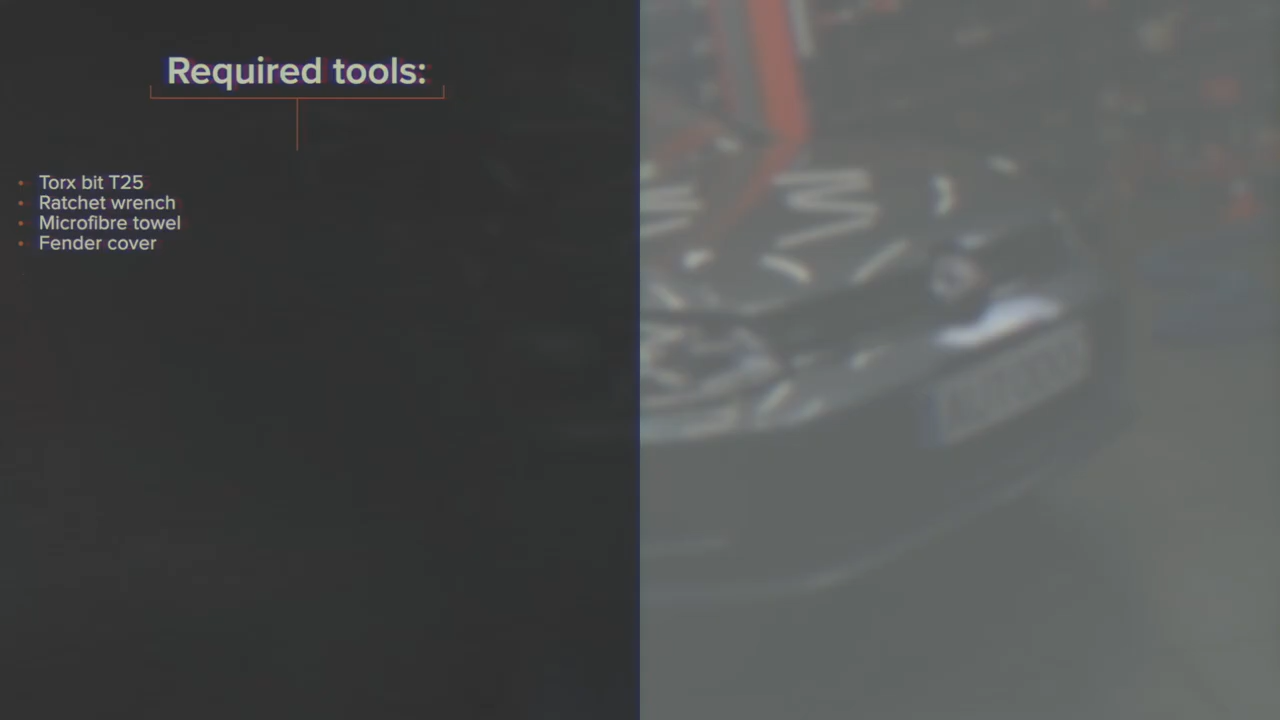 Required tools:
• Torx bit T25
• Ratchet wrench
• Microfibre towel
• Fender cover